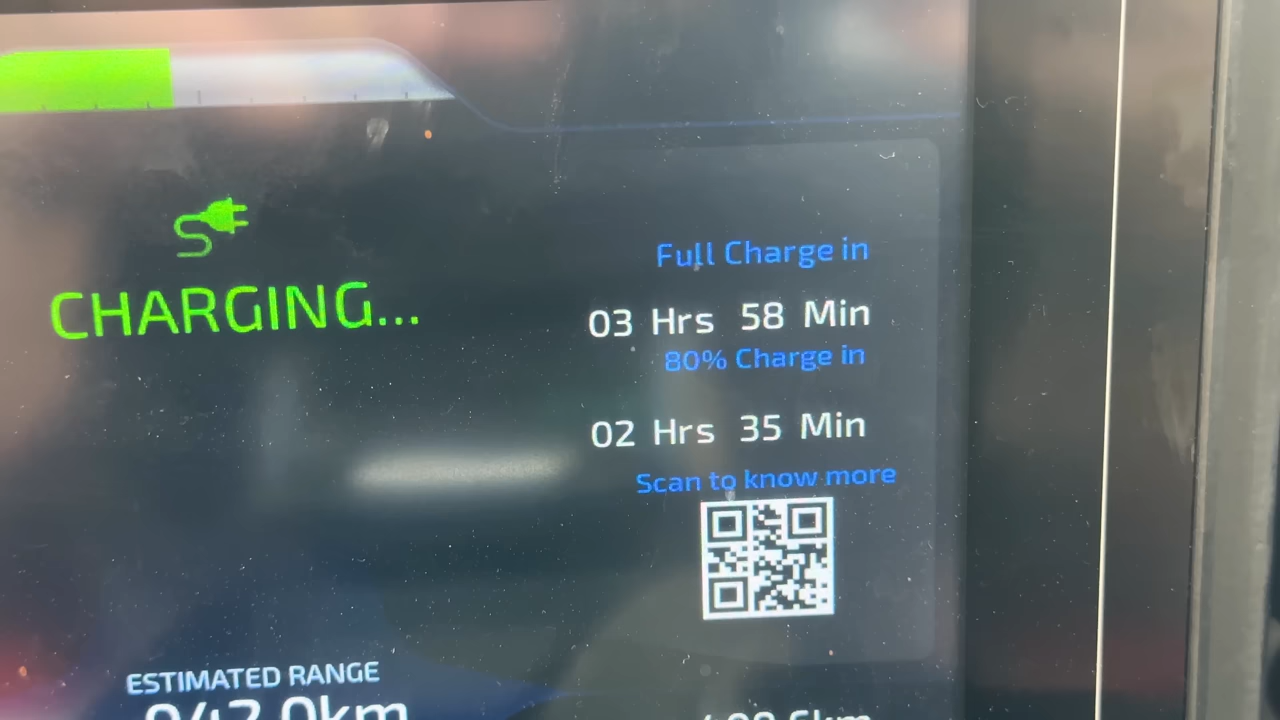 CHARGING...
Full Charge in
03 Hrs 58 Min
80% Charge in
02 Hrs 35 Min
Scan to know more
ESTIMATED RANGE